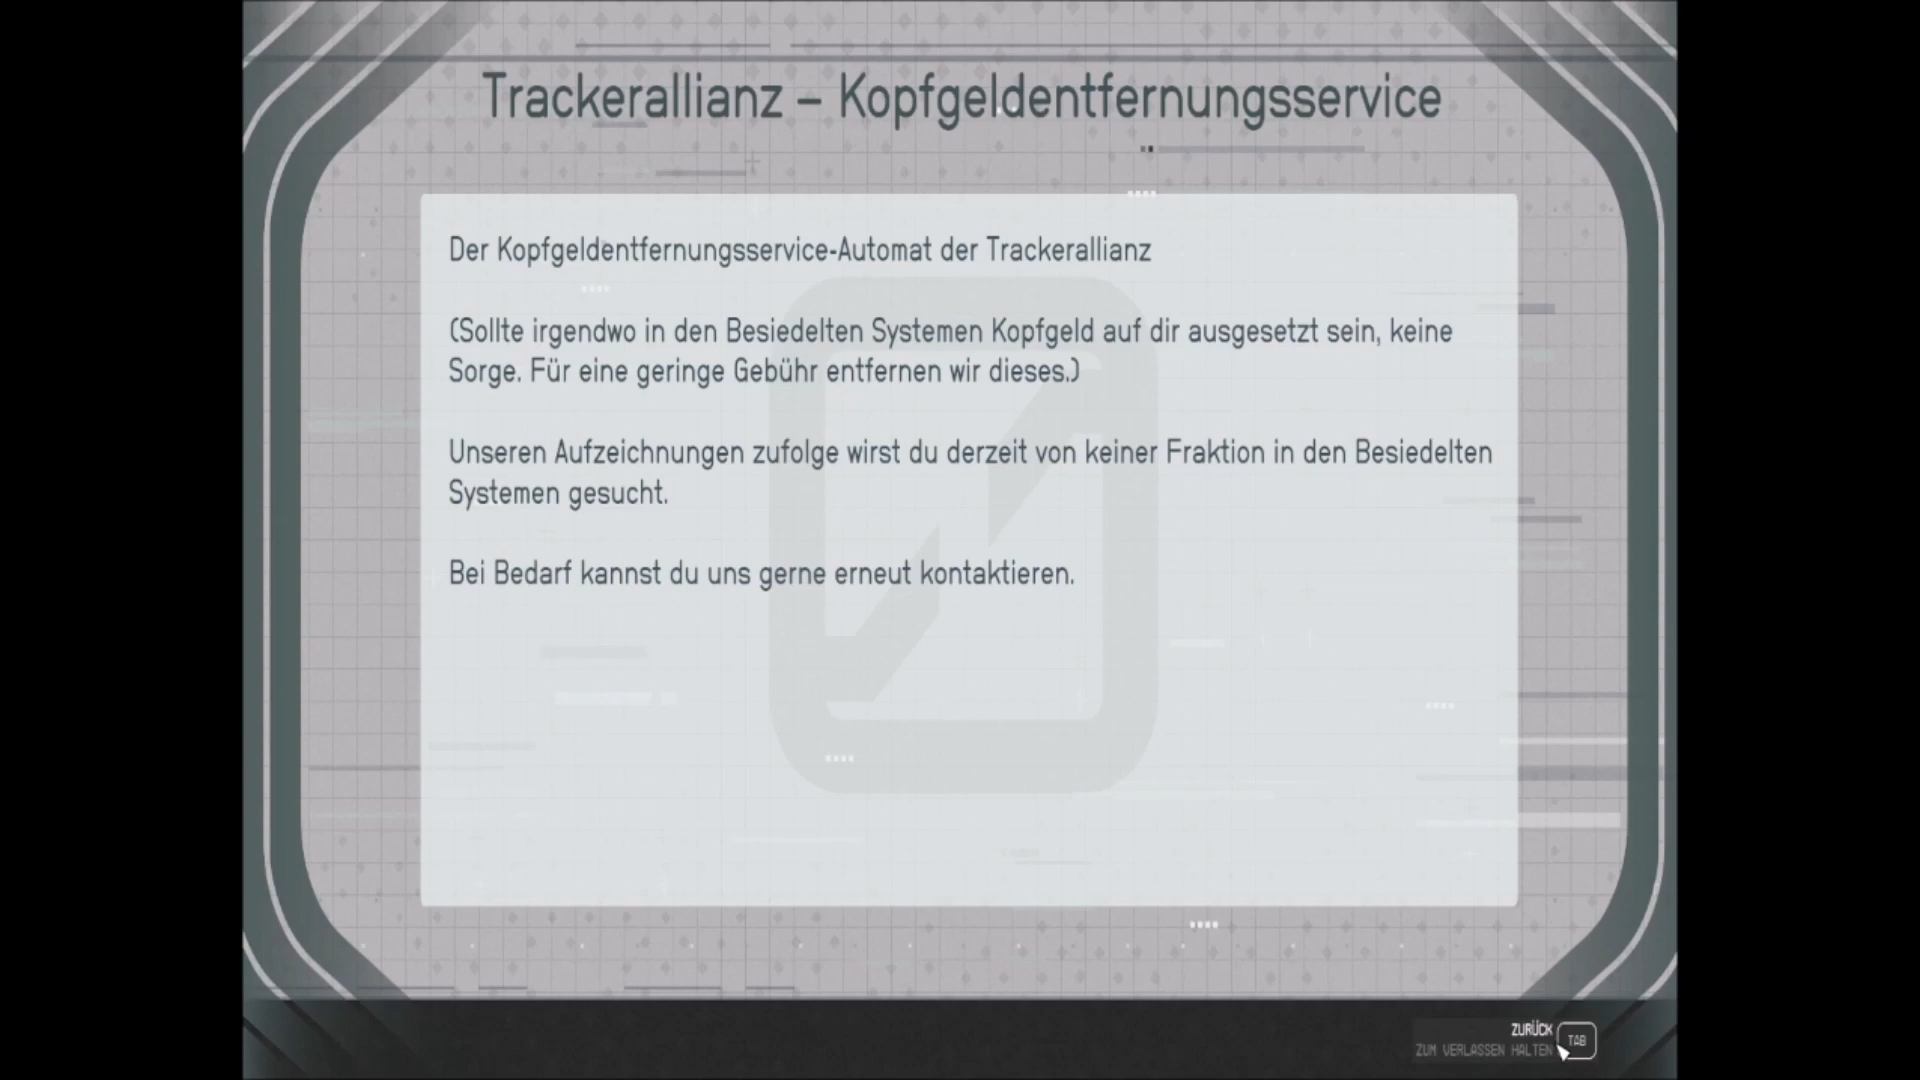 Trackerallianz – Kopfgeldentfernungsservice
Der Kopfgeldentfernungsservice-Automat der Trackerallianz
(Sollte irgendwo in den Besiedelten Systemen Kopfgeld auf dir ausgesetzt sein, keine
Sorge. Für eine geringe Gebühr entfernen wir dieses.)
Unseren Aufzeichnungen zufolge wirst du derzeit von keiner Fraktion in den Besiedelten
Systemen gesucht.
Bei Bedarf kannst du uns gerne erneut kontaktieren.
ZURÜCK
TAB
ZUM VERLASSEN HALTEN